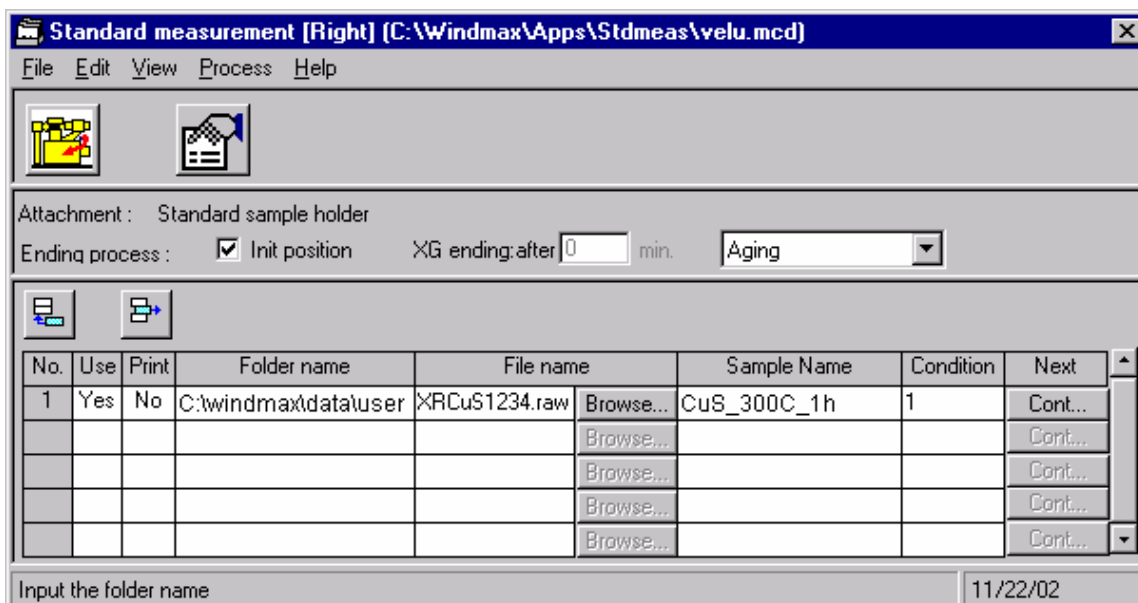 Standard measurement [Right] (C:\Windmax\Apps\Stdmeas\velu.mcd)
File Edit View Process Help
Attachment : Standard sample holder
Ending process : Init position XG ending:after 0 min. Aging
No. Use Print Folder name File name Sample Name Condition Next
1 Yes No C:\windmax\data\user XRCuS1234.raw Browse... CuS_300C_1h 1 Cont...
Browse... Cont...
Browse... Cont...
Browse... Cont...
Browse... Cont...
Input the folder name 11/22/02